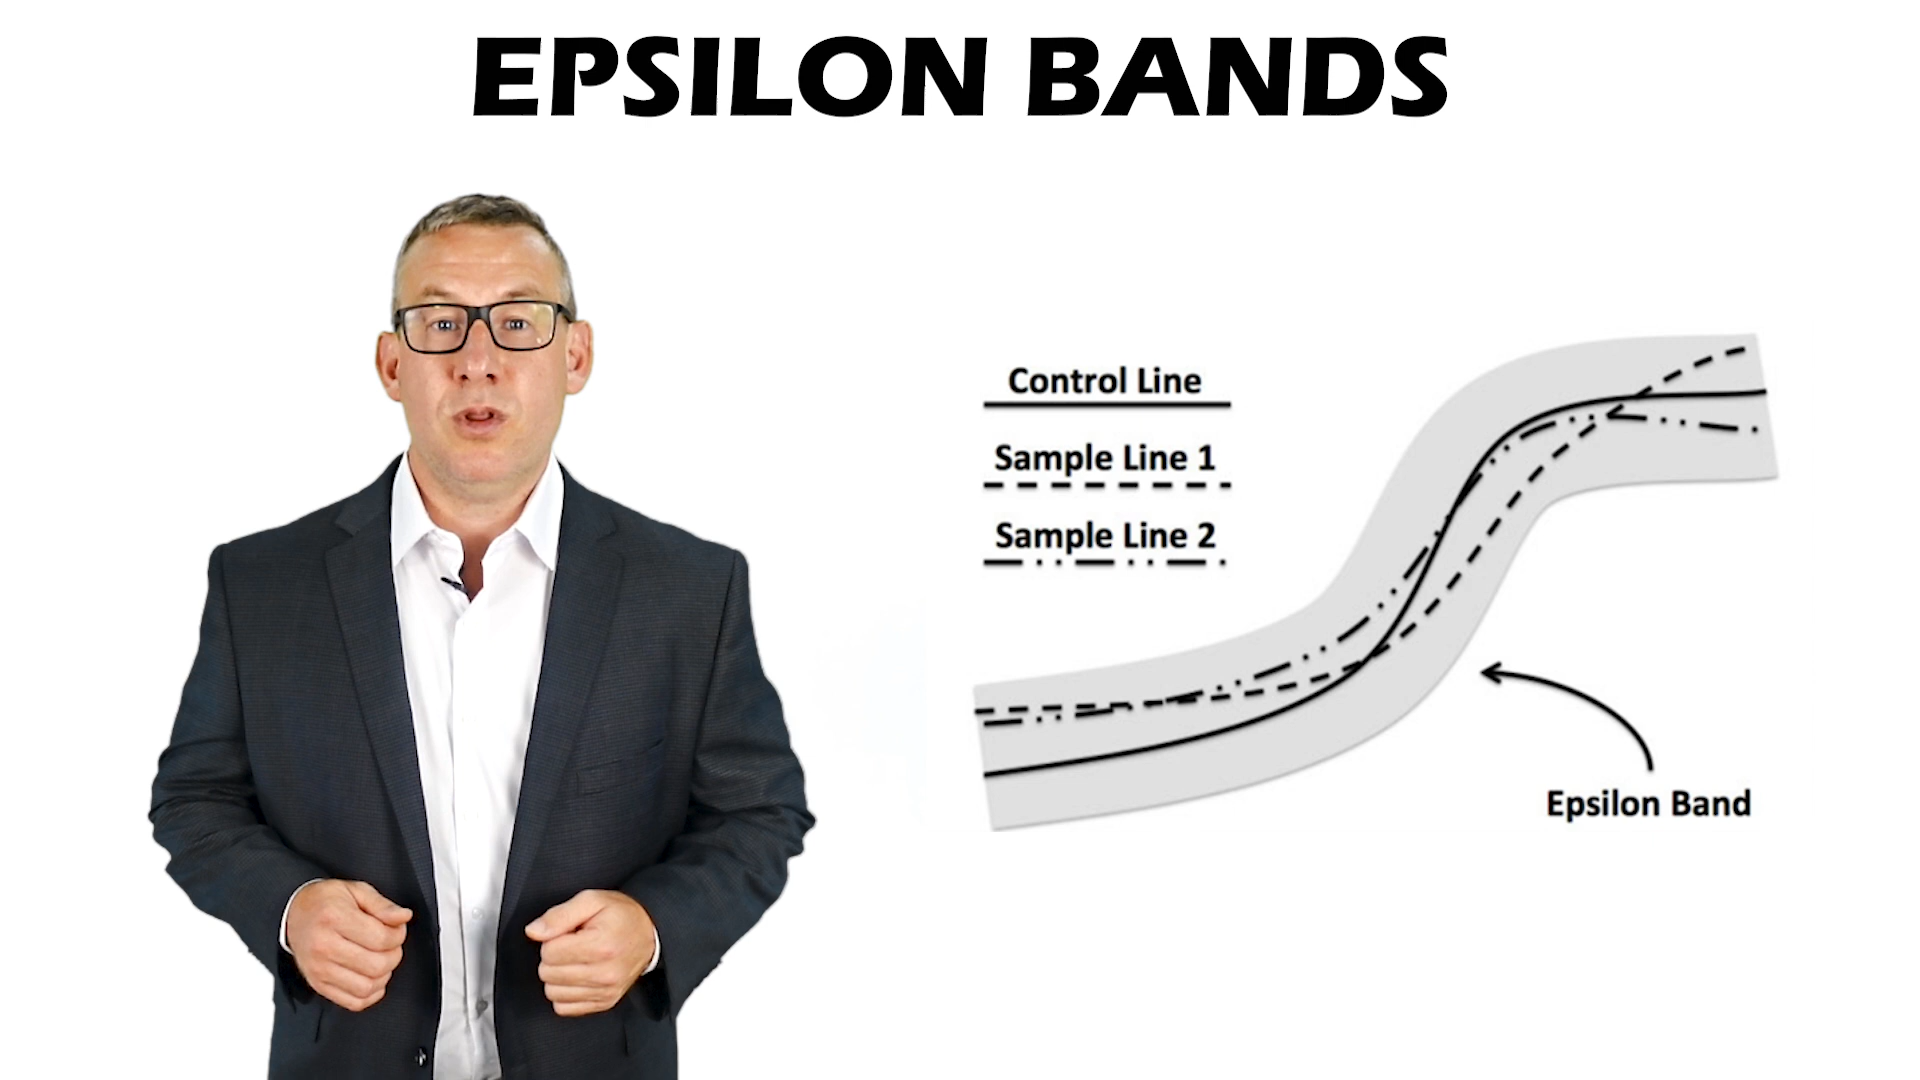 EPSILON BANDS
Control Line
Sample Line 1
Sample Line 2
Epsilon Band